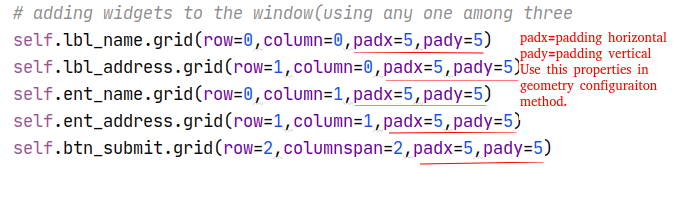 # adding widgets to the window(using any one among three
self.lbl_name.grid(row=0,column=0,padx=5,pady=5)
self.lbl_address.grid(row=1,column=0,padx=5,pady=5)
self.ent_name.grid(row=0,column=1,padx=5,pady=5)
self.ent_address.grid(row=1,column=1,padx=5,pady=5)
self.btn_submit.grid(row=2,columnspan=2,padx=5,pady=5)
padx=padding horizontal
pady=padding vertical
Use this properties in
geometry configuraiton
method.